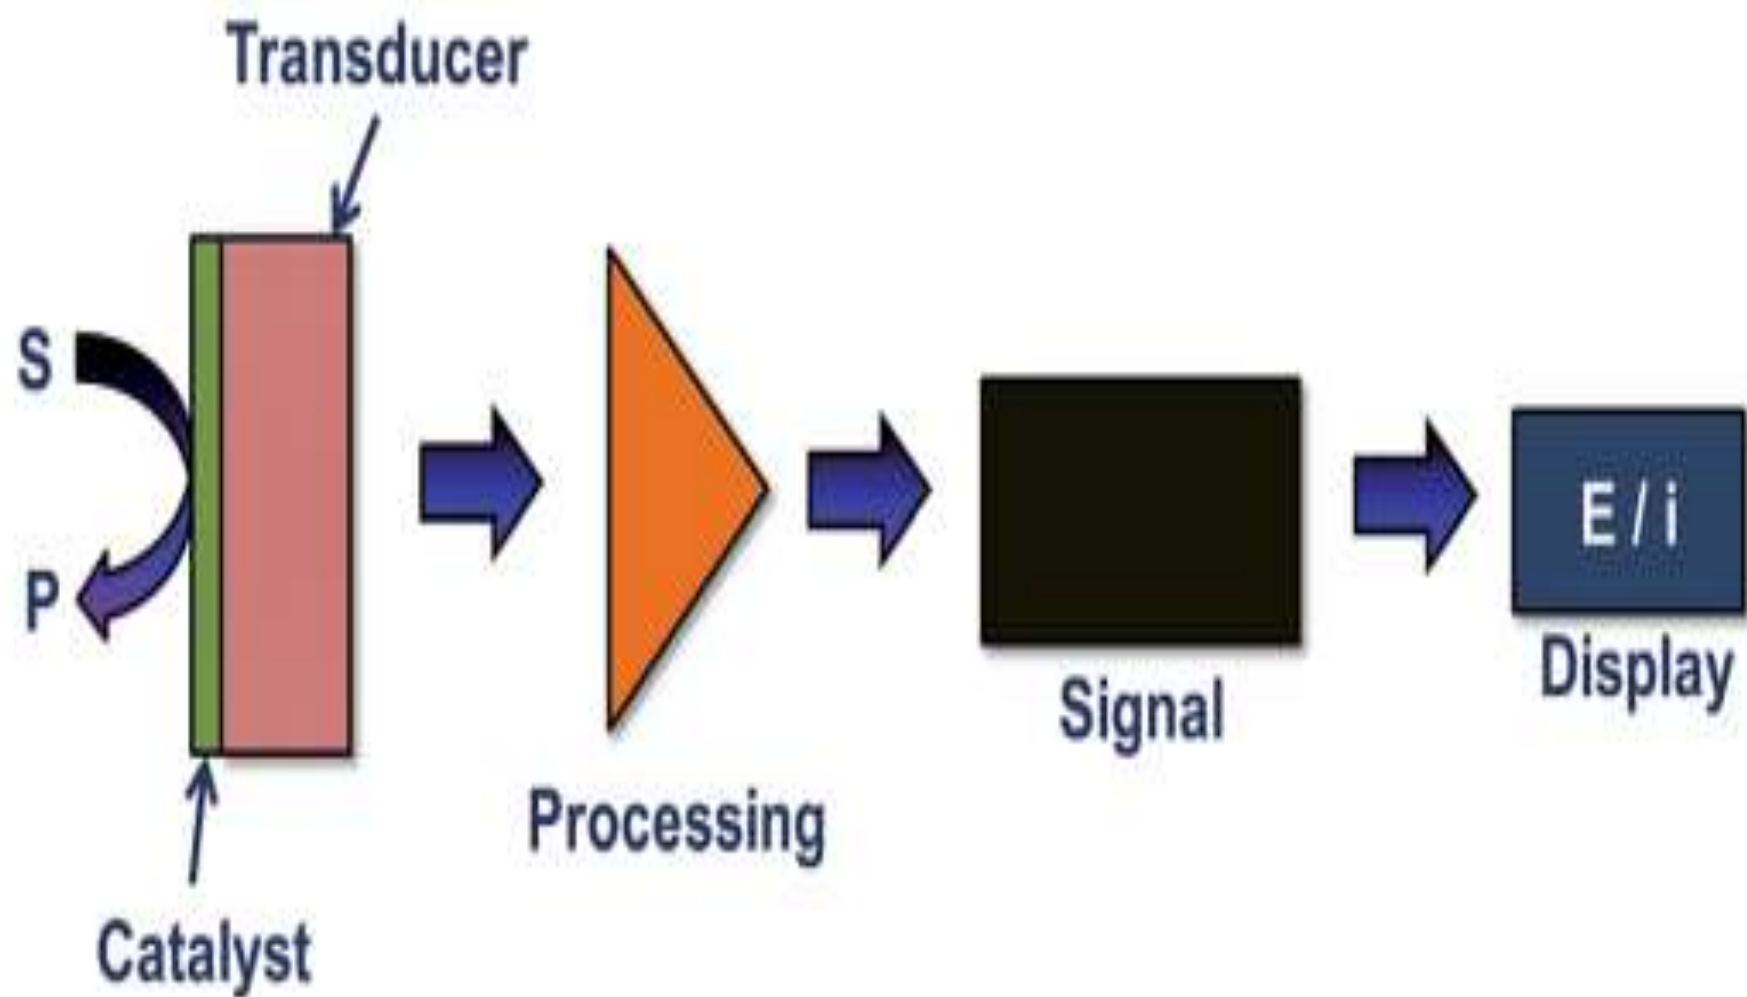 Transducer
S
P
E / i
Display
Signal
Processing
Catalyst